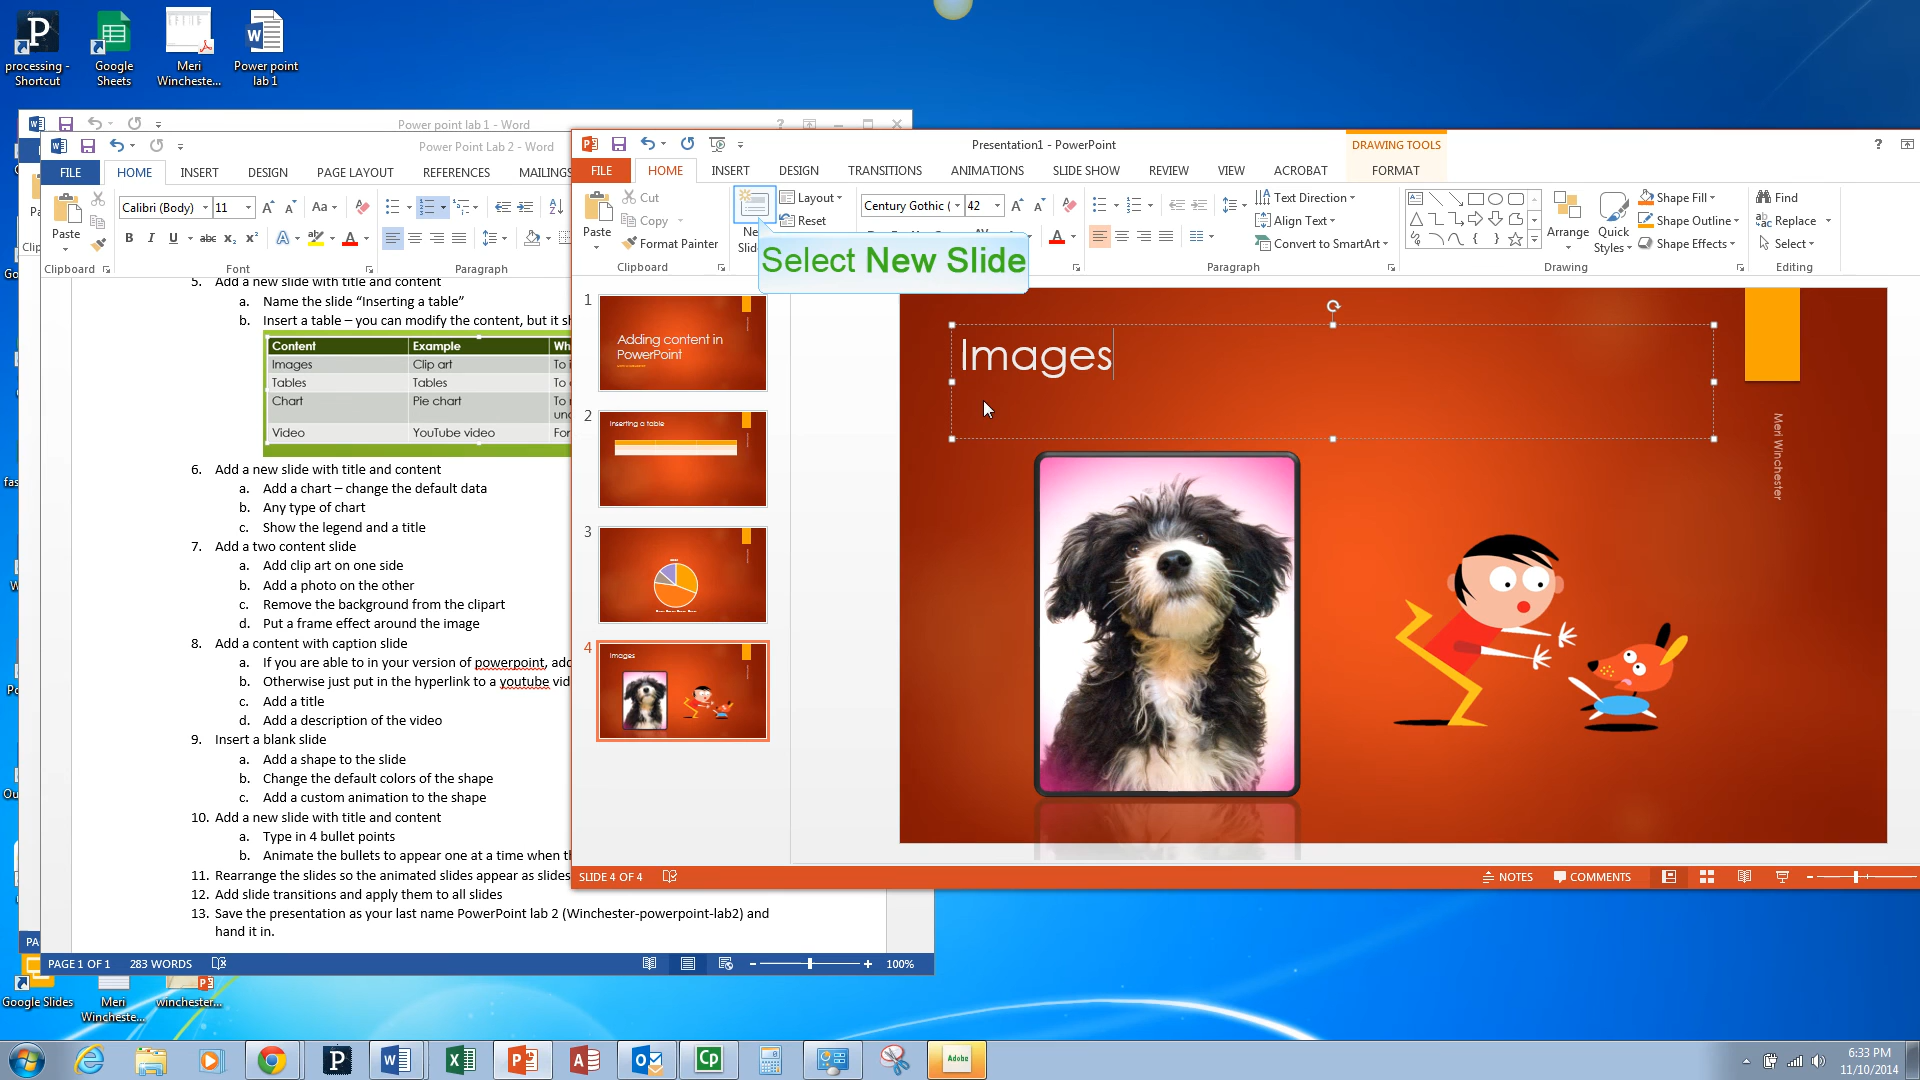 processing - Shortcut
Google Sheets
Meri Wincheste...
Power point lab 1
Power point lab 1 - Word
Power Point Lab 2 - Word
FILE HOME INSERT DESIGN PAGE LAYOUT REFERENCES MAILINGS
Paste
Calibri (Body) 11
Clipboard Font Paragraph
5. Add a new slide with title and content
a. Name the slide “Inserting a table”
b. Insert a table – you can modify the content, but it
Content Example
Images Clip art
Tables Tables
Chart Pie chart
Video YouTube video
6. Add a new slide with title and content
a. Add a chart – change the default data
b. Any type of chart
c. Show the legend and a title
7. Add a two content slide
a. Add clip art on one side
b. Add a photo on the other
c. Remove the background from the clipart
d. Put a frame effect around the image
8. Add a content with caption slide
a. If you are able to in your version of powerpoint,
b. Otherwise just put in the hyperlink to a youtube
c. Add a title
d. Add a description of the video
9. Insert a blank slide
a. Add a shape to the slide
b. Change the default colors of the shape
c. Add a custom animation to the shape
10. Add a new slide with title and content
a. Type in 4 bullet points
b. Animate the bullets to appear one at a time when
11. Rearrange the slides so the animated slides appear as slides
12. Add slide transitions and apply them to all slides
13. Save the presentation as your last name PowerPoint lab 2 (Winchester-powerpoint-lab2) and
hand it in.
PAGE 1 OF 1 283 WORDS
100%
Presentation1 - PowerPoint
DRAWING TOOLS
FILE HOME INSERT DESIGN TRANSITIONS ANIMATIONS SLIDE SHOW REVIEW VIEW ACROBAT FORMAT
Paste
Cut
Copy
Format Painter
Clipboard
Layout
Reset
Century Gothic ( 42
Text Direction
Align Text
Convert to SmartArt
Paragraph
Arrange
Quick Styles
Shape Fill
Shape Outline
Shape Effects
Drawing
Find
Replace
Select
Editing
Select New Slide
1
Adding content in
PowerPoint
2
Inserting a table
3
4
Images
Images
Meri Winchester
SLIDE 4 OF 4
NOTES COMMENTS
Google Slides
Meri Wincheste...
winchester...
Adobe
6:33 PM
11/10/2014